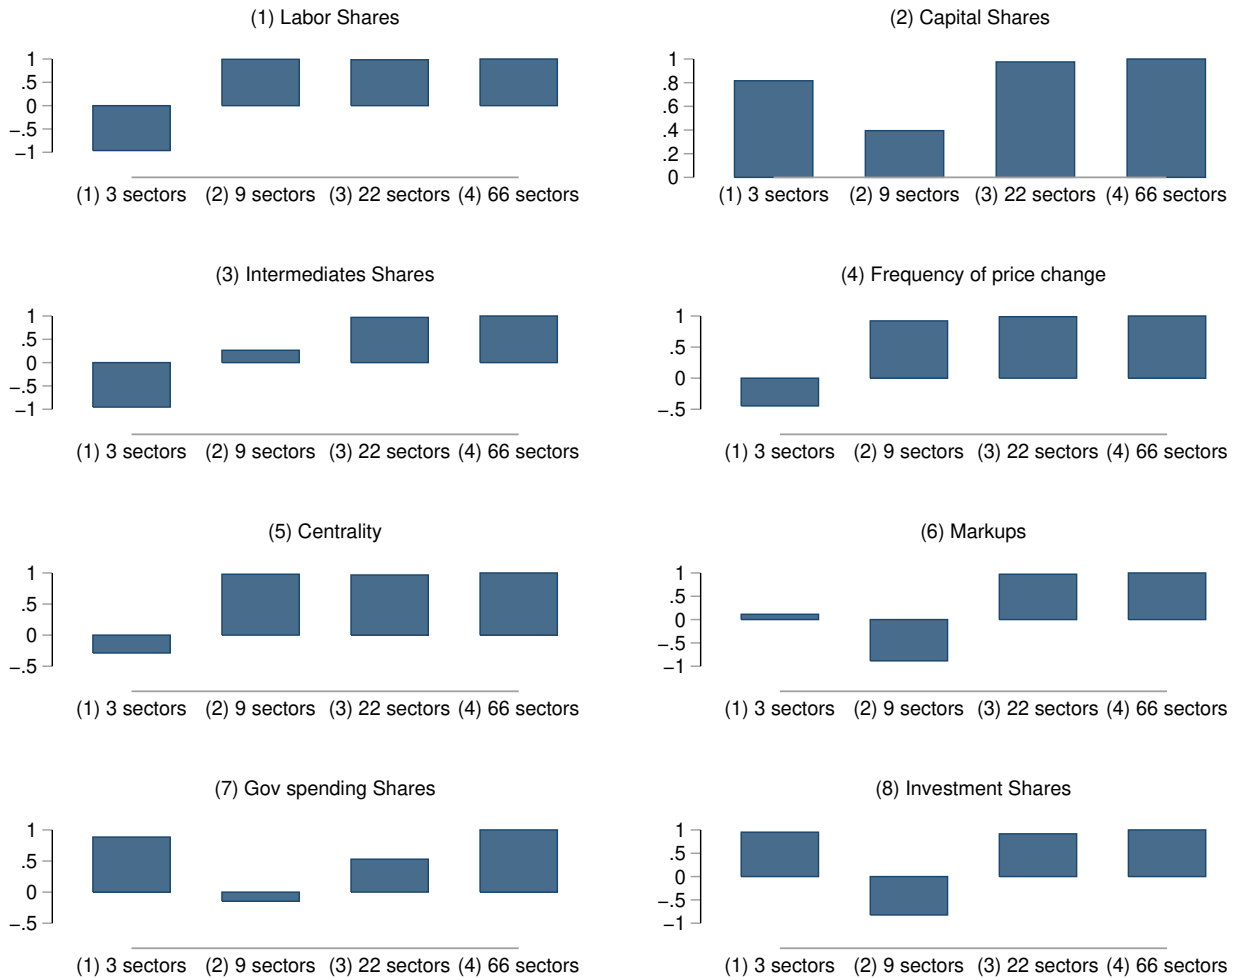 (1) Labor Shares
1
.5
0
−.5
−1
(1) 3 sectors (2) 9 sectors (3) 22 sectors (4) 66 sectors
(2) Capital Shares
1
.8
.6
.4
.2
0
(1) 3 sectors (2) 9 sectors (3) 22 sectors (4) 66 sectors
(3) Intermediates Shares
1
.5
0
−.5
−1
(1) 3 sectors (2) 9 sectors (3) 22 sectors (4) 66 sectors
(4) Frequency of price change
1
.5
0
−.5
(1) 3 sectors (2) 9 sectors (3) 22 sectors (4) 66 sectors
(5) Centrality
1
.5
0
−.5
(1) 3 sectors (2) 9 sectors (3) 22 sectors (4) 66 sectors
(6) Markups
1
.5
0
−.5
−1
(1) 3 sectors (2) 9 sectors (3) 22 sectors (4) 66 sectors
(7) Gov spending Shares
1
.5
0
−.5
(1) 3 sectors (2) 9 sectors (3) 22 sectors (4) 66 sectors
(8) Investment Shares
1
.5
0
−.5
−1
(1) 3 sectors (2) 9 sectors (3) 22 sectors (4) 66 sectors